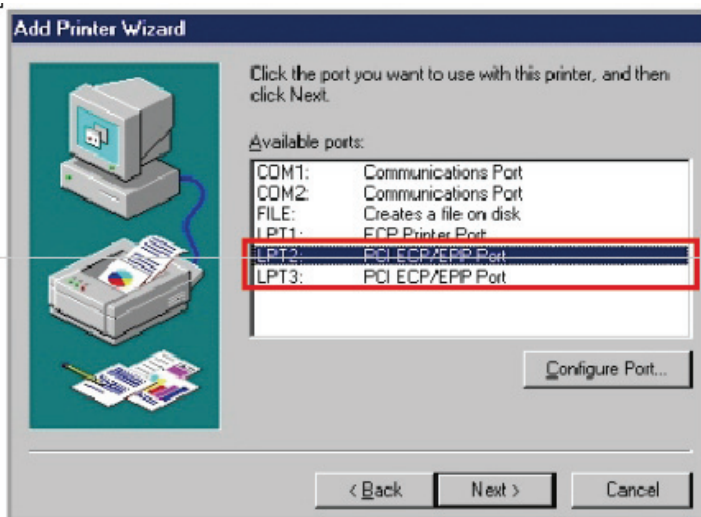 Add Printer Wizard
Click the port you want to use with this printer, and then
click Next.
Available ports:
COM1: Communications Port
COM2: Communications Port
FILE: Creates a file on disk
LPT1: ECP Printer Port
LPT2: PCI ECP/EPP Port
LPT3: PCI ECP/EPP Port
Configure Port...
< Back Next > Cancel